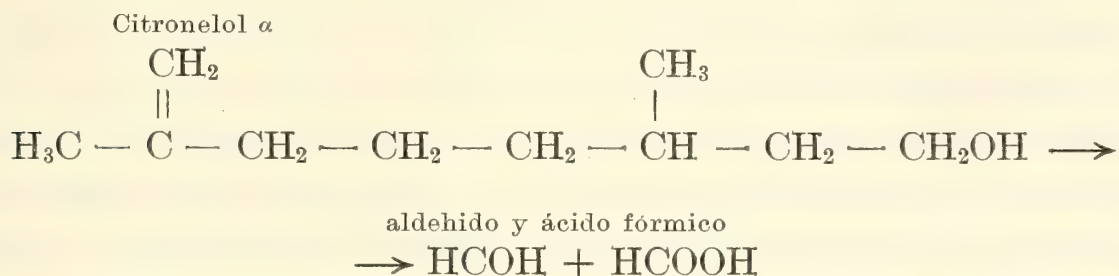 Citronelol α
CH₂ CH₃
|| |
H₃C — C — CH₂ — CH₂ — CH₂ — CH — CH₂ — CH₂OH ⟶
aldehido y ácido fórmico
⟶ HCOH + HCOOH